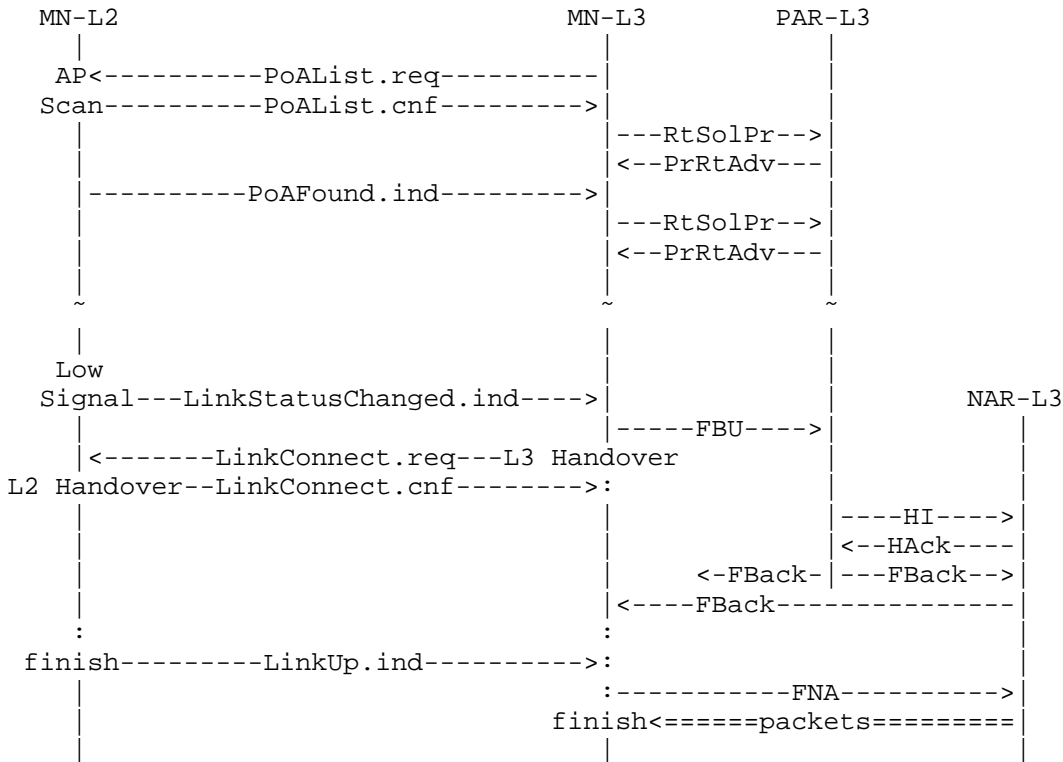 MN-L2                             MN-L3        PAR-L3
     |                                 |              |
    AP<----------PoAList.req----------|              |
   Scan----------PoAList.cnf--------->|              |
     |                                 |---RtSolPr-->|
     |                                 |<--PrRtAdv---|
     |----------PoAFound.ind--------->|              |
     |                                 |---RtSolPr-->|
     |                                 |<--PrRtAdv---|
     |                                 |              |
     ~                                 ~              ~
     |                                 |              |
    Low                                |              |
   Signal---LinkStatusChanged.ind---->|              |        NAR-L3
     |                                 |-----FBU---->|           |
     |<-------LinkConnect.req---L3 Handover           |           |
L2 Handover--LinkConnect.cnf-------->:               |           |
     |                                 |              |----HI---->|
     |                                 |              |<--HAck----|
     |                                 |     <-FBack-|---FBack-->|
     |                                 |<----FBack---------------|
     :                                 :                          |
  finish---------LinkUp.ind---------->:                          |
     |                                 :-----------FNA---------->|
     |                              finish<======packets=========|
     |                                 |                          |